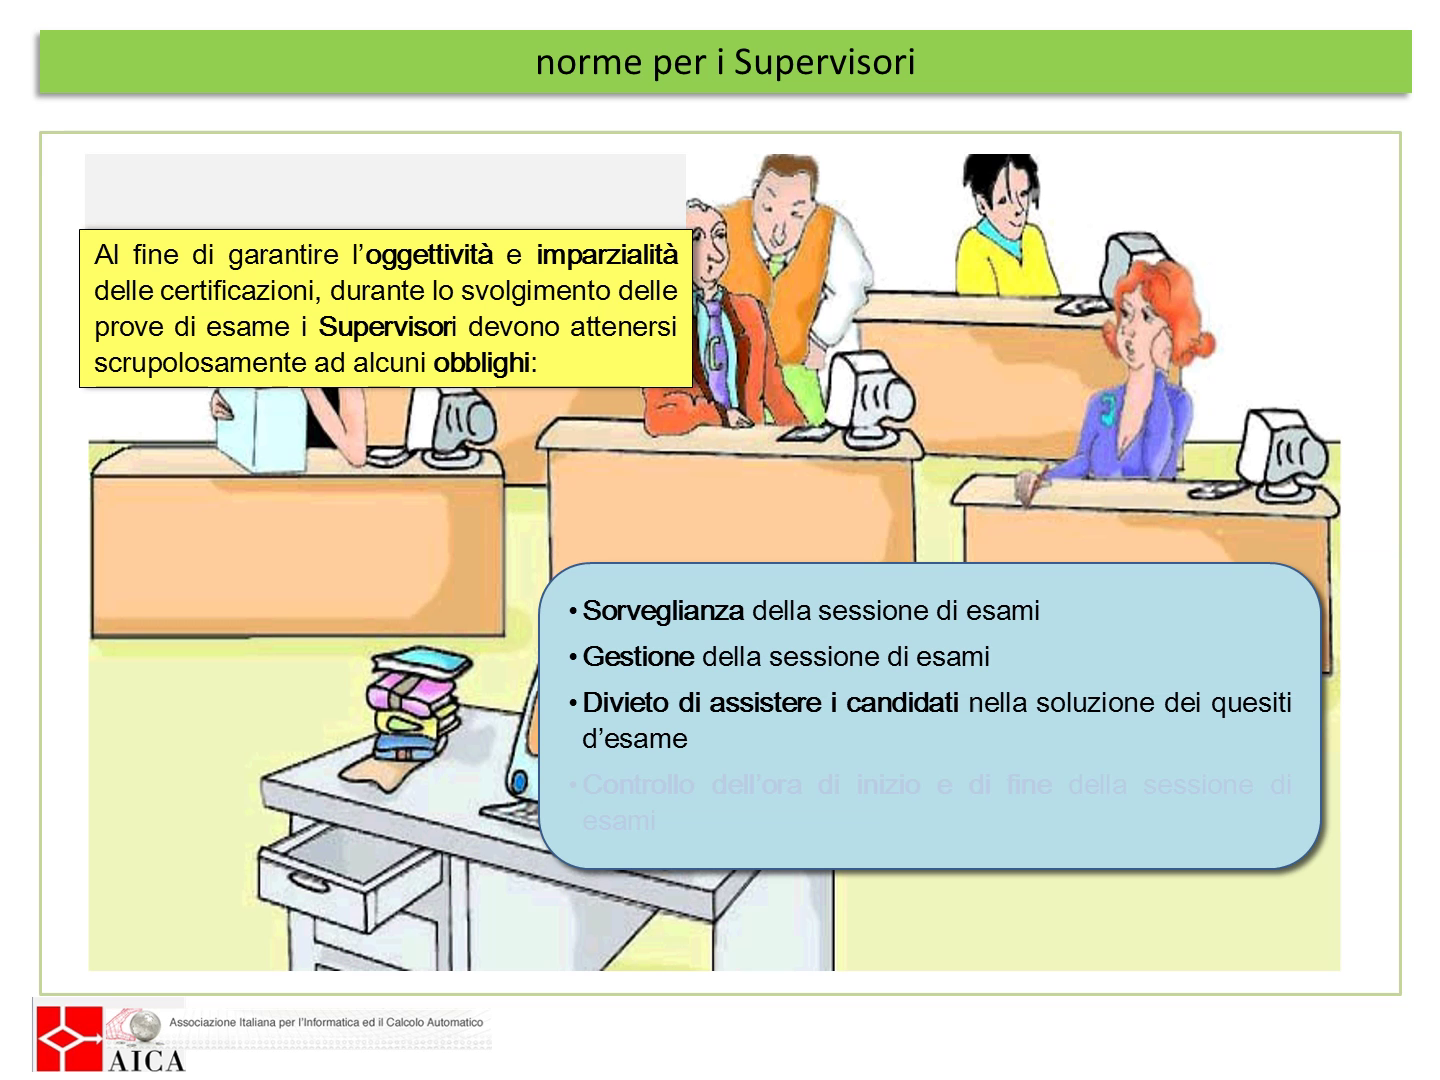 norme per i Supervisori
Al fine di garantire l’oggettività e imparzialità
delle certificazioni, durante lo svolgimento delle
prove di esame i Supervisori devono attenersi
scrupolosamente ad alcuni obblighi:
• Sorveglianza della sessione di esami
• Gestione della sessione di esami
• Divieto di assistere i candidati nella soluzione dei quesiti
d’esame
• Controllo dell’ora di inizio e di fine della sessione di
esami
Associazione Italiana per l'Informatica ed il Calcolo Automatico
AICA